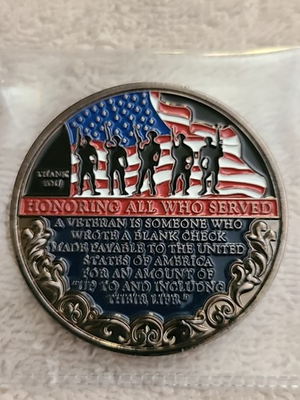 THANK
YOU!
HONORING ALL WHO SERVED
A VETERAN IS SOMEONE WHO
WROTE A BLANK CHECK
MADE PAYABLE TO THE UNITED
STATES OF AMERICA
FOR AN AMOUNT OF
"UP TO AND INCLUDING
THEIR LIFE."